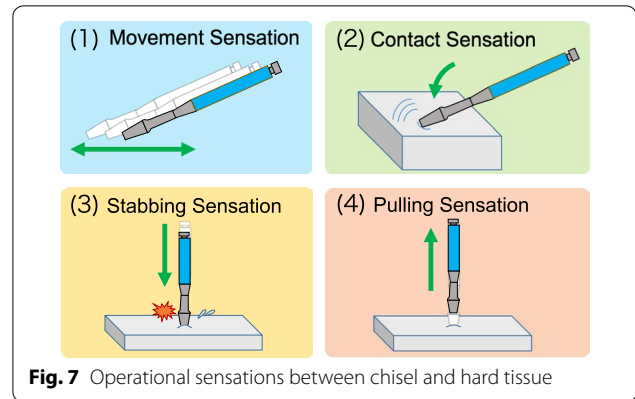 (1) Movement Sensation
(2) Contact Sensation
(3) Stabbing Sensation
(4) Pulling Sensation
Fig. 7 Operational sensations between chisel and hard tissue